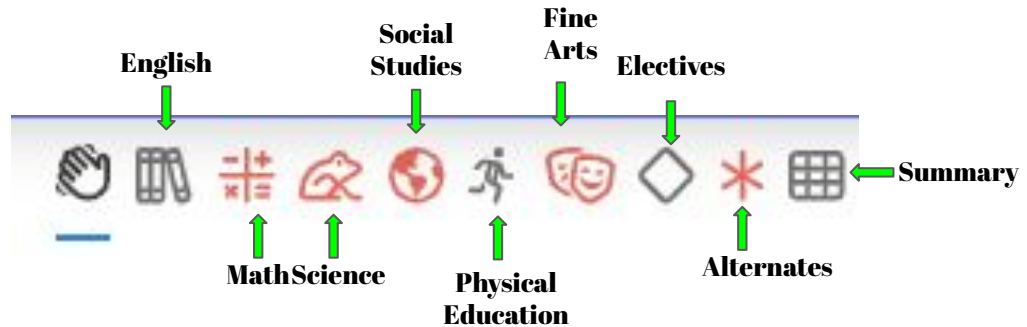 Fine
Arts
Social
Studies
English
Electives
Summary
Math
Science
Alternates
Physical
Education